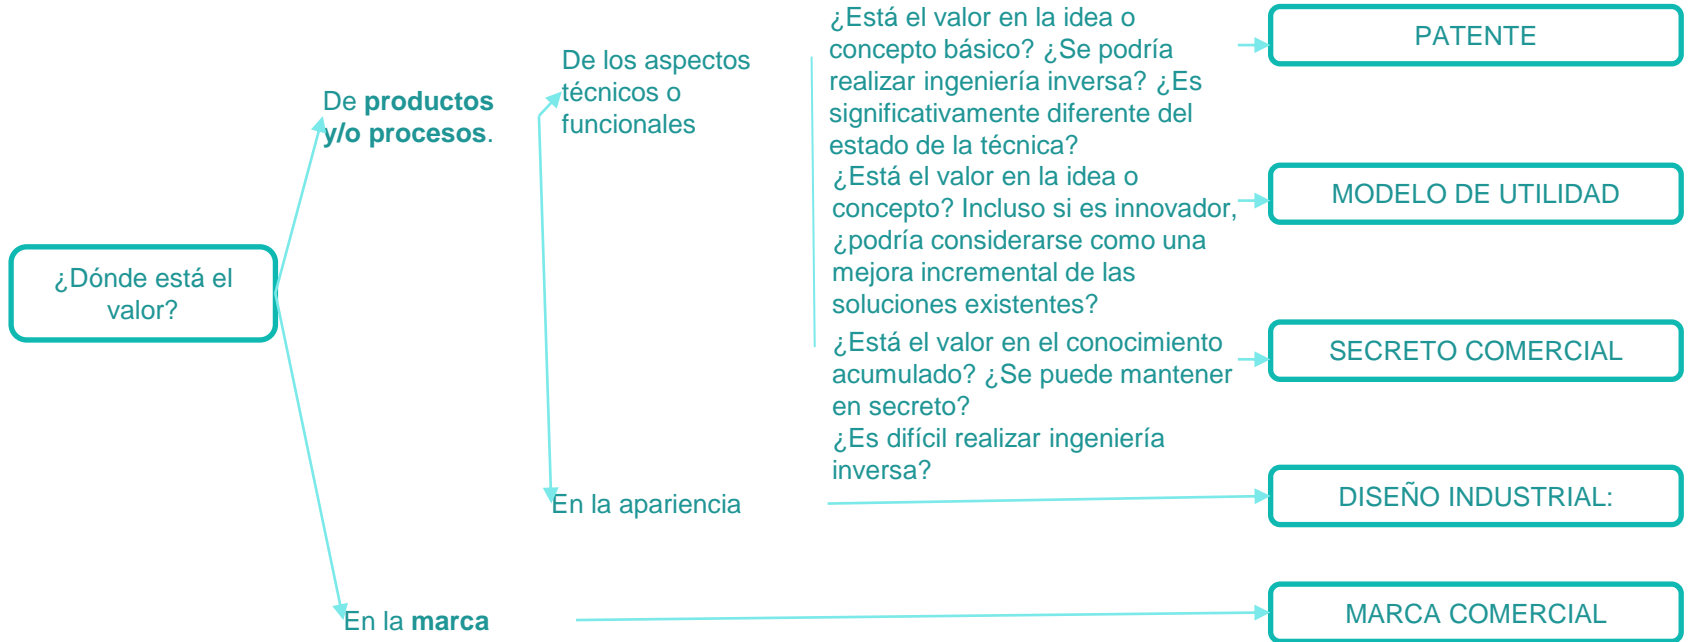 ¿Dónde está el
valor?
De productos
y/o procesos.
De los aspectos
técnicos o
funcionales
¿Está el valor en la idea o
concepto básico? ¿Se podría
realizar ingeniería inversa? ¿Es
significativamente diferente del
estado de la técnica?
PATENTE
¿Está el valor en la idea o
concepto? Incluso si es innovador,
¿podría considerarse como una
mejora incremental de las
soluciones existentes?
MODELO DE UTILIDAD
¿Está el valor en el conocimiento
acumulado? ¿Se puede mantener
en secreto?
¿Es difícil realizar ingeniería
inversa?
SECRETO COMERCIAL
En la apariencia
DISEÑO INDUSTRIAL:
En la marca
MARCA COMERCIAL